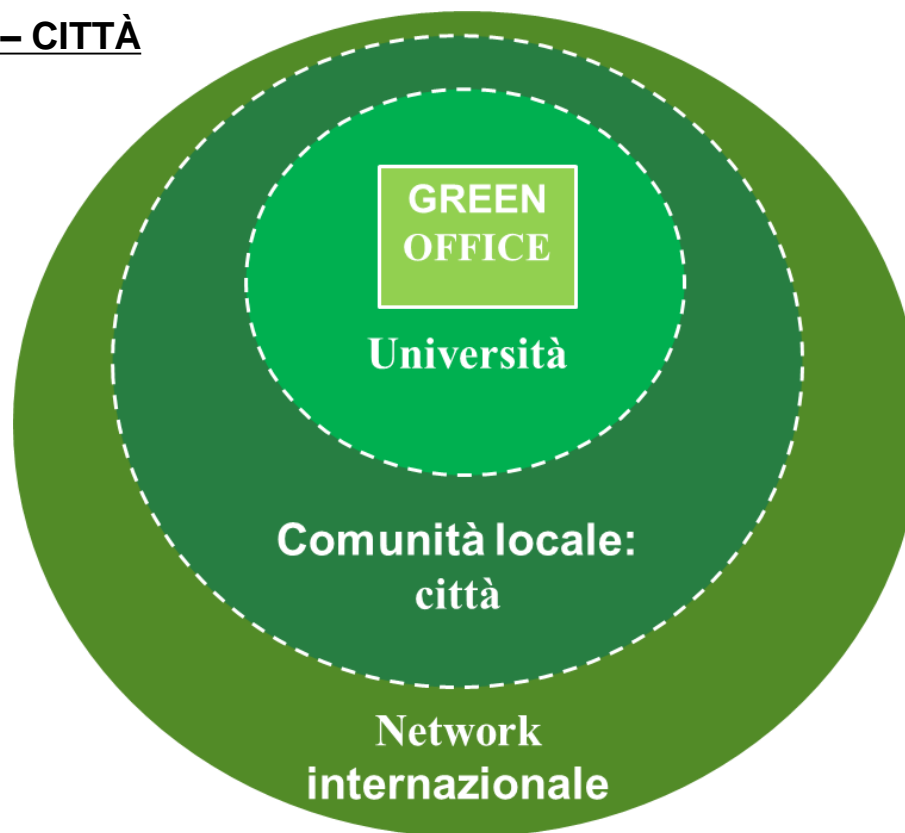 – CITTÀ
GREEN
OFFICE
Università
Comunità locale:
città
Network
internazionale